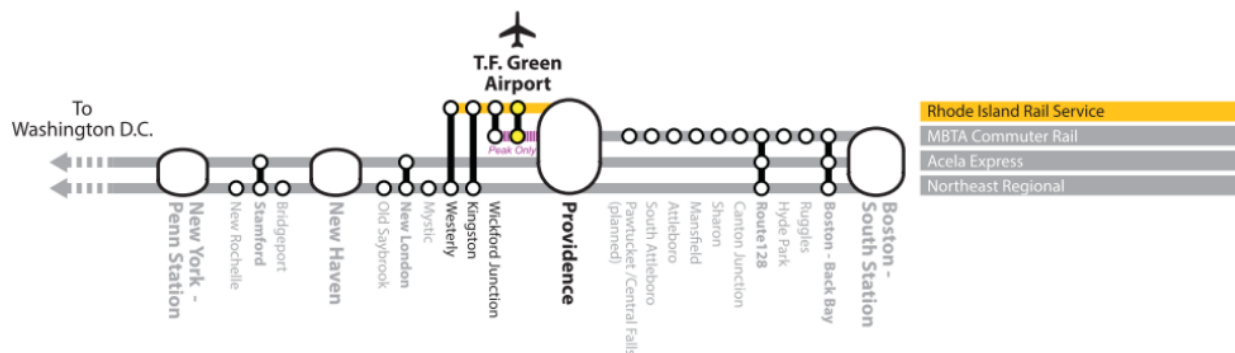 T.F. Green
Airport
To
Washington D.C.
Peak Only
Rhode Island Rail Service
MBTA Commuter Rail
Acela Express
Northeast Regional
New York -
Penn Station
New Rochelle
Stamford
Bridgeport
New Haven
Old Saybrook
New London
Mystic
Westerly
Kingston
Wickford Junction
Providence
Pawtucket /Central Falls
(planned)
South Attleboro
Attleboro
Mansfield
Sharon
Canton Junction
Route128
Hyde Park
Ruggles
Boston - Back Bay
Boston -
South Station